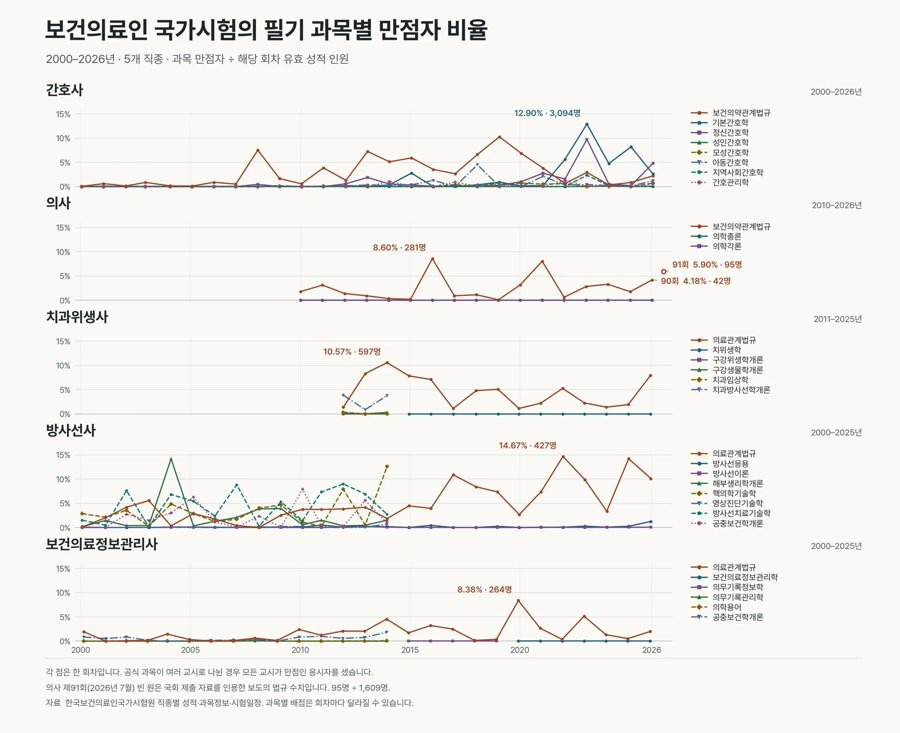 보건의료인 국가시험의 필기 과목별 만점자 비율
2000–2026년 · 5개 직종 · 과목 만점자 ÷ 해당 회차 유효 성적 인원
간호사
2000–2026년
12.90% · 3,094명
15%
10%
5%
0%
보건의약관계법규
기본간호학
정신간호학
성인간호학
모성간호학
아동간호학
지역사회간호학
간호관리학
의사
2010–2026년
8.60% · 281명
15%
10%
5%
0%
보건의약관계법규
의학총론
의학각론
91회 5.90% · 95명
90회 4.18% · 42명
치과위생사
2011–2025년
10.57% · 597명
15%
10%
5%
0%
의료관계법규
치위생학
구강위생학개론
구강생물학개론
치과임상학
치과방사선학개론
방사선사
2000–2025년
14.67% · 427명
15%
10%
5%
0%
의료관계법규
방사선응용
방사선이론
해부생리학개론
핵의학기술학
영상진단기술학
방사선치료기술학
공중보건학개론
보건의료정보관리사
2000–2025년
8.38% · 264명
15%
10%
5%
0%
의료관계법규
보건의료정보관리학
의무기록정보학
의무기록관리학
의학용어
공중보건학개론
2000 2005 2010 2015 2020 2026
각 점은 한 회차입니다. 공식 과목이 여러 교시로 나뉜 경우 모든 교시가 만점인 응시자를 셌습니다.
의사 제91회(2026년 7월) 빈 원은 국회 제출 자료를 인용한 보도의 법규 수치입니다. 95명 ÷ 1,609명.
자료 한국보건의료인국가시험원 직종별 성적·과목정보·시험일정. 과목별 배점은 회차마다 달라질 수 있습니다.